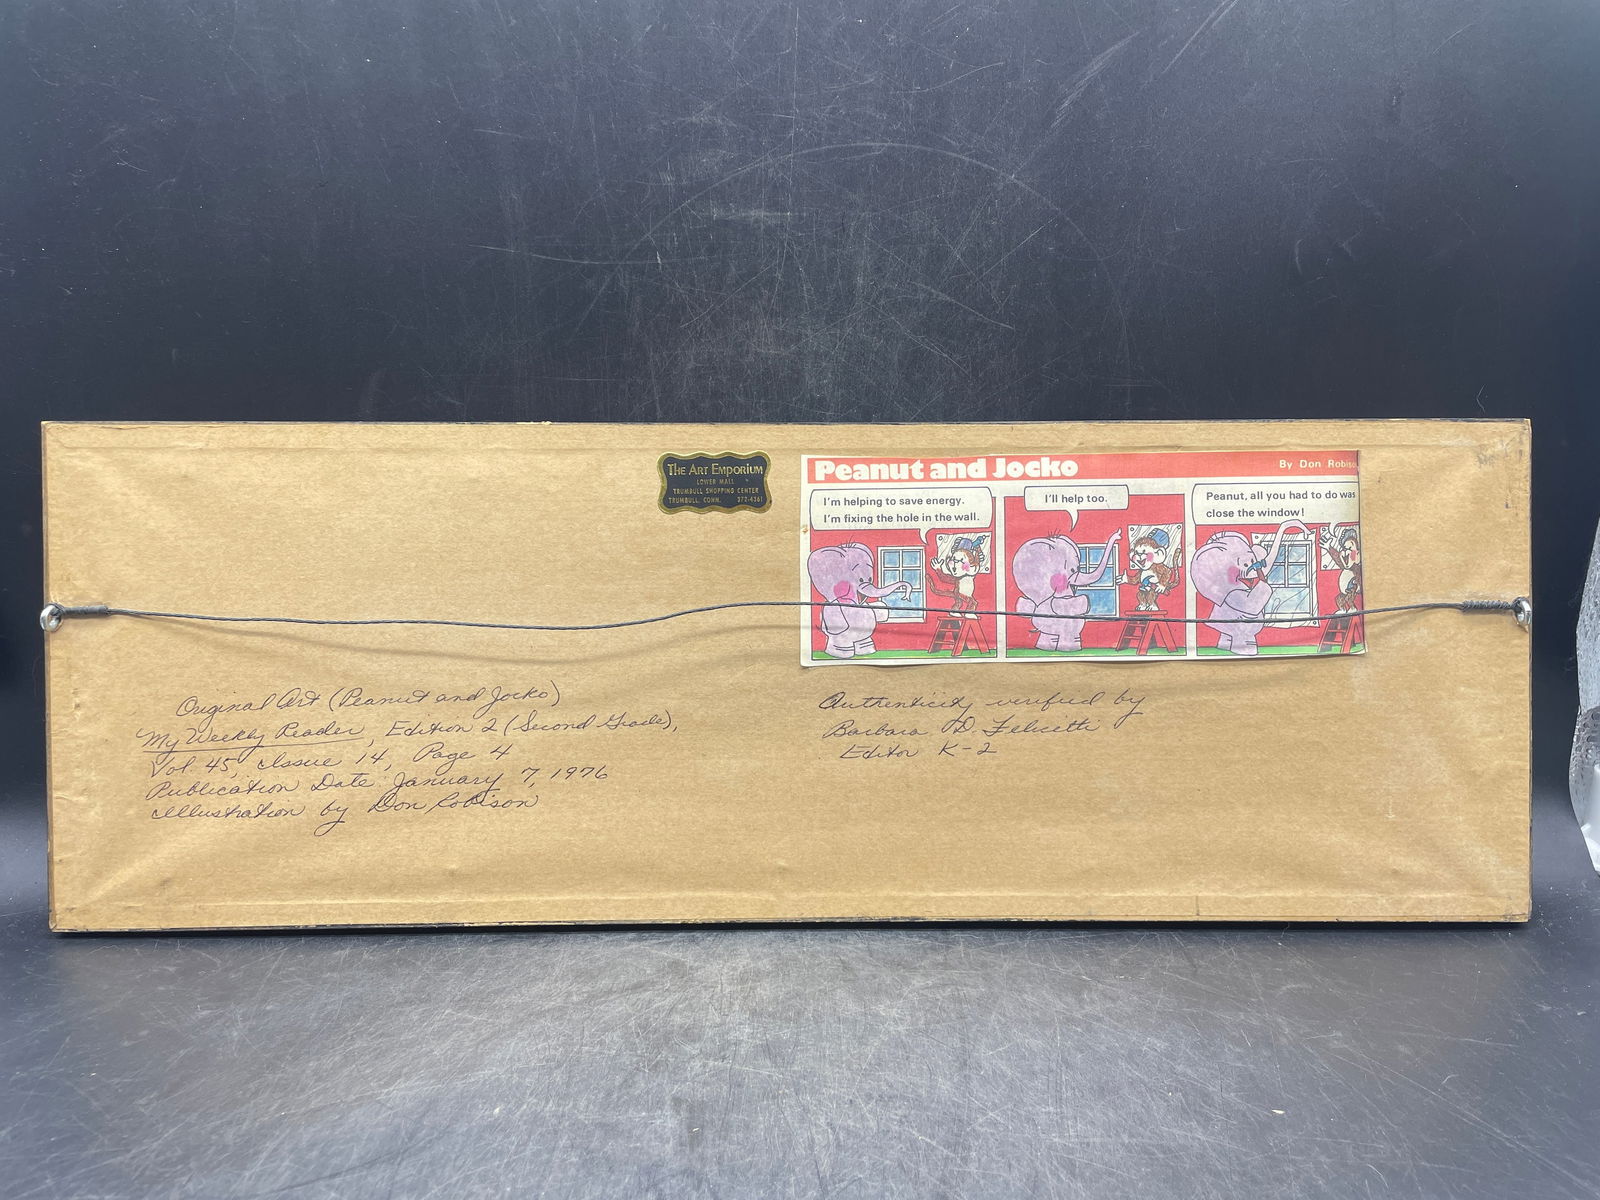 THE ART EMPORIUM
LOWER MALL
TRUMBULL SHOPPING CENTER
TRUMBULL, CONN. 377-4361
Peanut and Jocko
By Don Robiso
I'm helping to save energy.
I'm fixing the hole in the wall.
I'll help too.
Peanut, all you had to do was
close the window!
Original Art (Peanut and Jocko)
My Weekly Reader, Edition 2 (Second Grade),
Vol. 45, Issue 14, Page 4
Publication Date January 7, 1976
Illustration by Don Robison
Authenticity verified by
Barbara D. Felicetti
Editor K-2